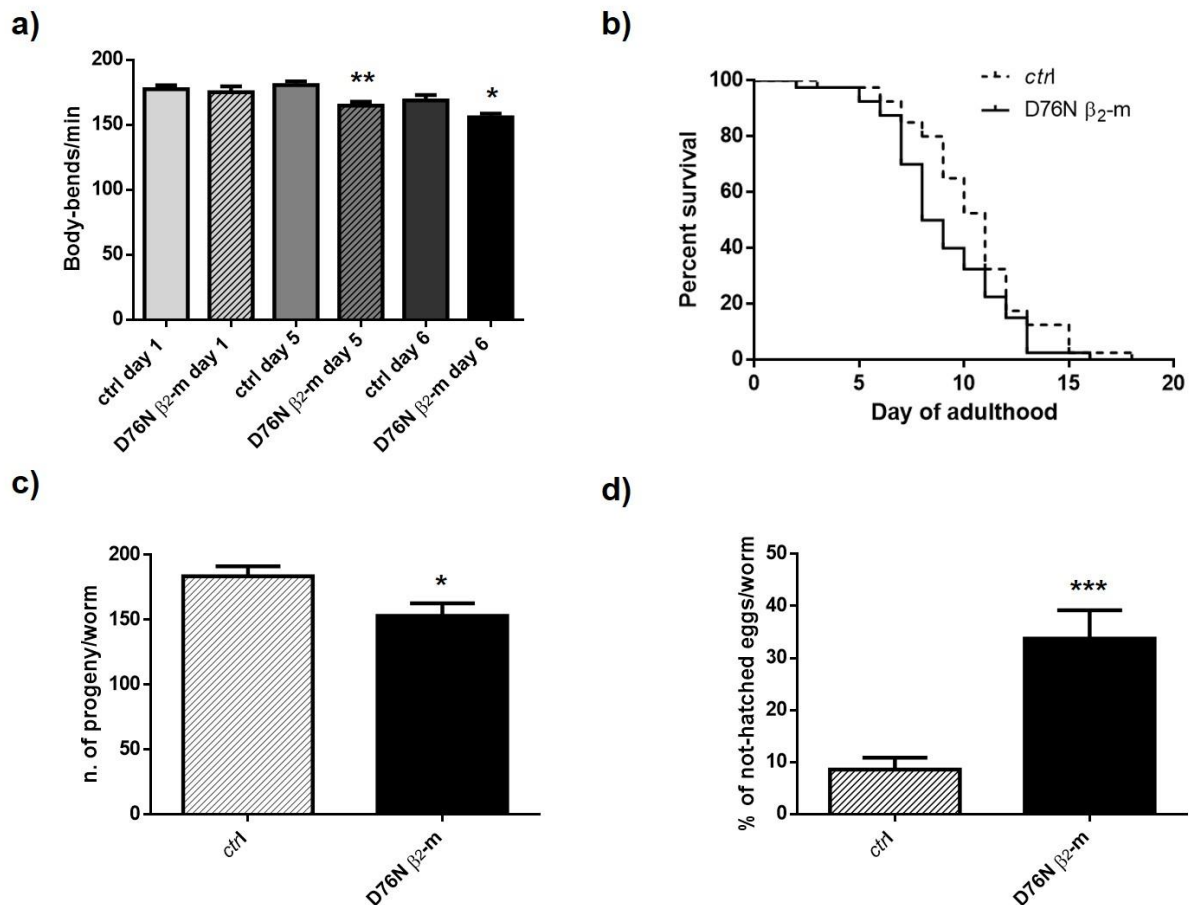 a)
200
150
100
50
0
Body-bends/min
**
*
ctrl day 1
D76N β2-m day 1
ctrl day 5
D76N β2-m day 5
ctrl day 6
D76N β2-m day 6
b)
100
80
60
40
20
0
Percent survival
ctrl
D76N β2-m
0 5 10 15 20
Day of adulthood
c)
200
150
100
50
0
n. of progeny/worm
*
ctrl
D76N β2-m
d)
50
40
30
20
10
0
% of not-hatched eggs/worm
***
ctrl
D76N β2-m